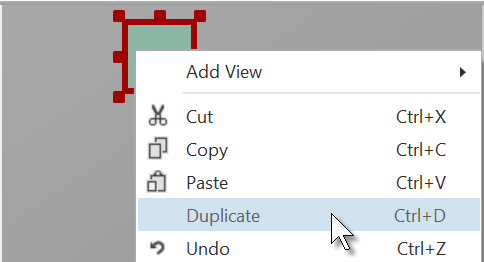 Add View
Cut Ctrl+X
Copy Ctrl+C
Paste Ctrl+V
Duplicate Ctrl+D
Undo Ctrl+Z